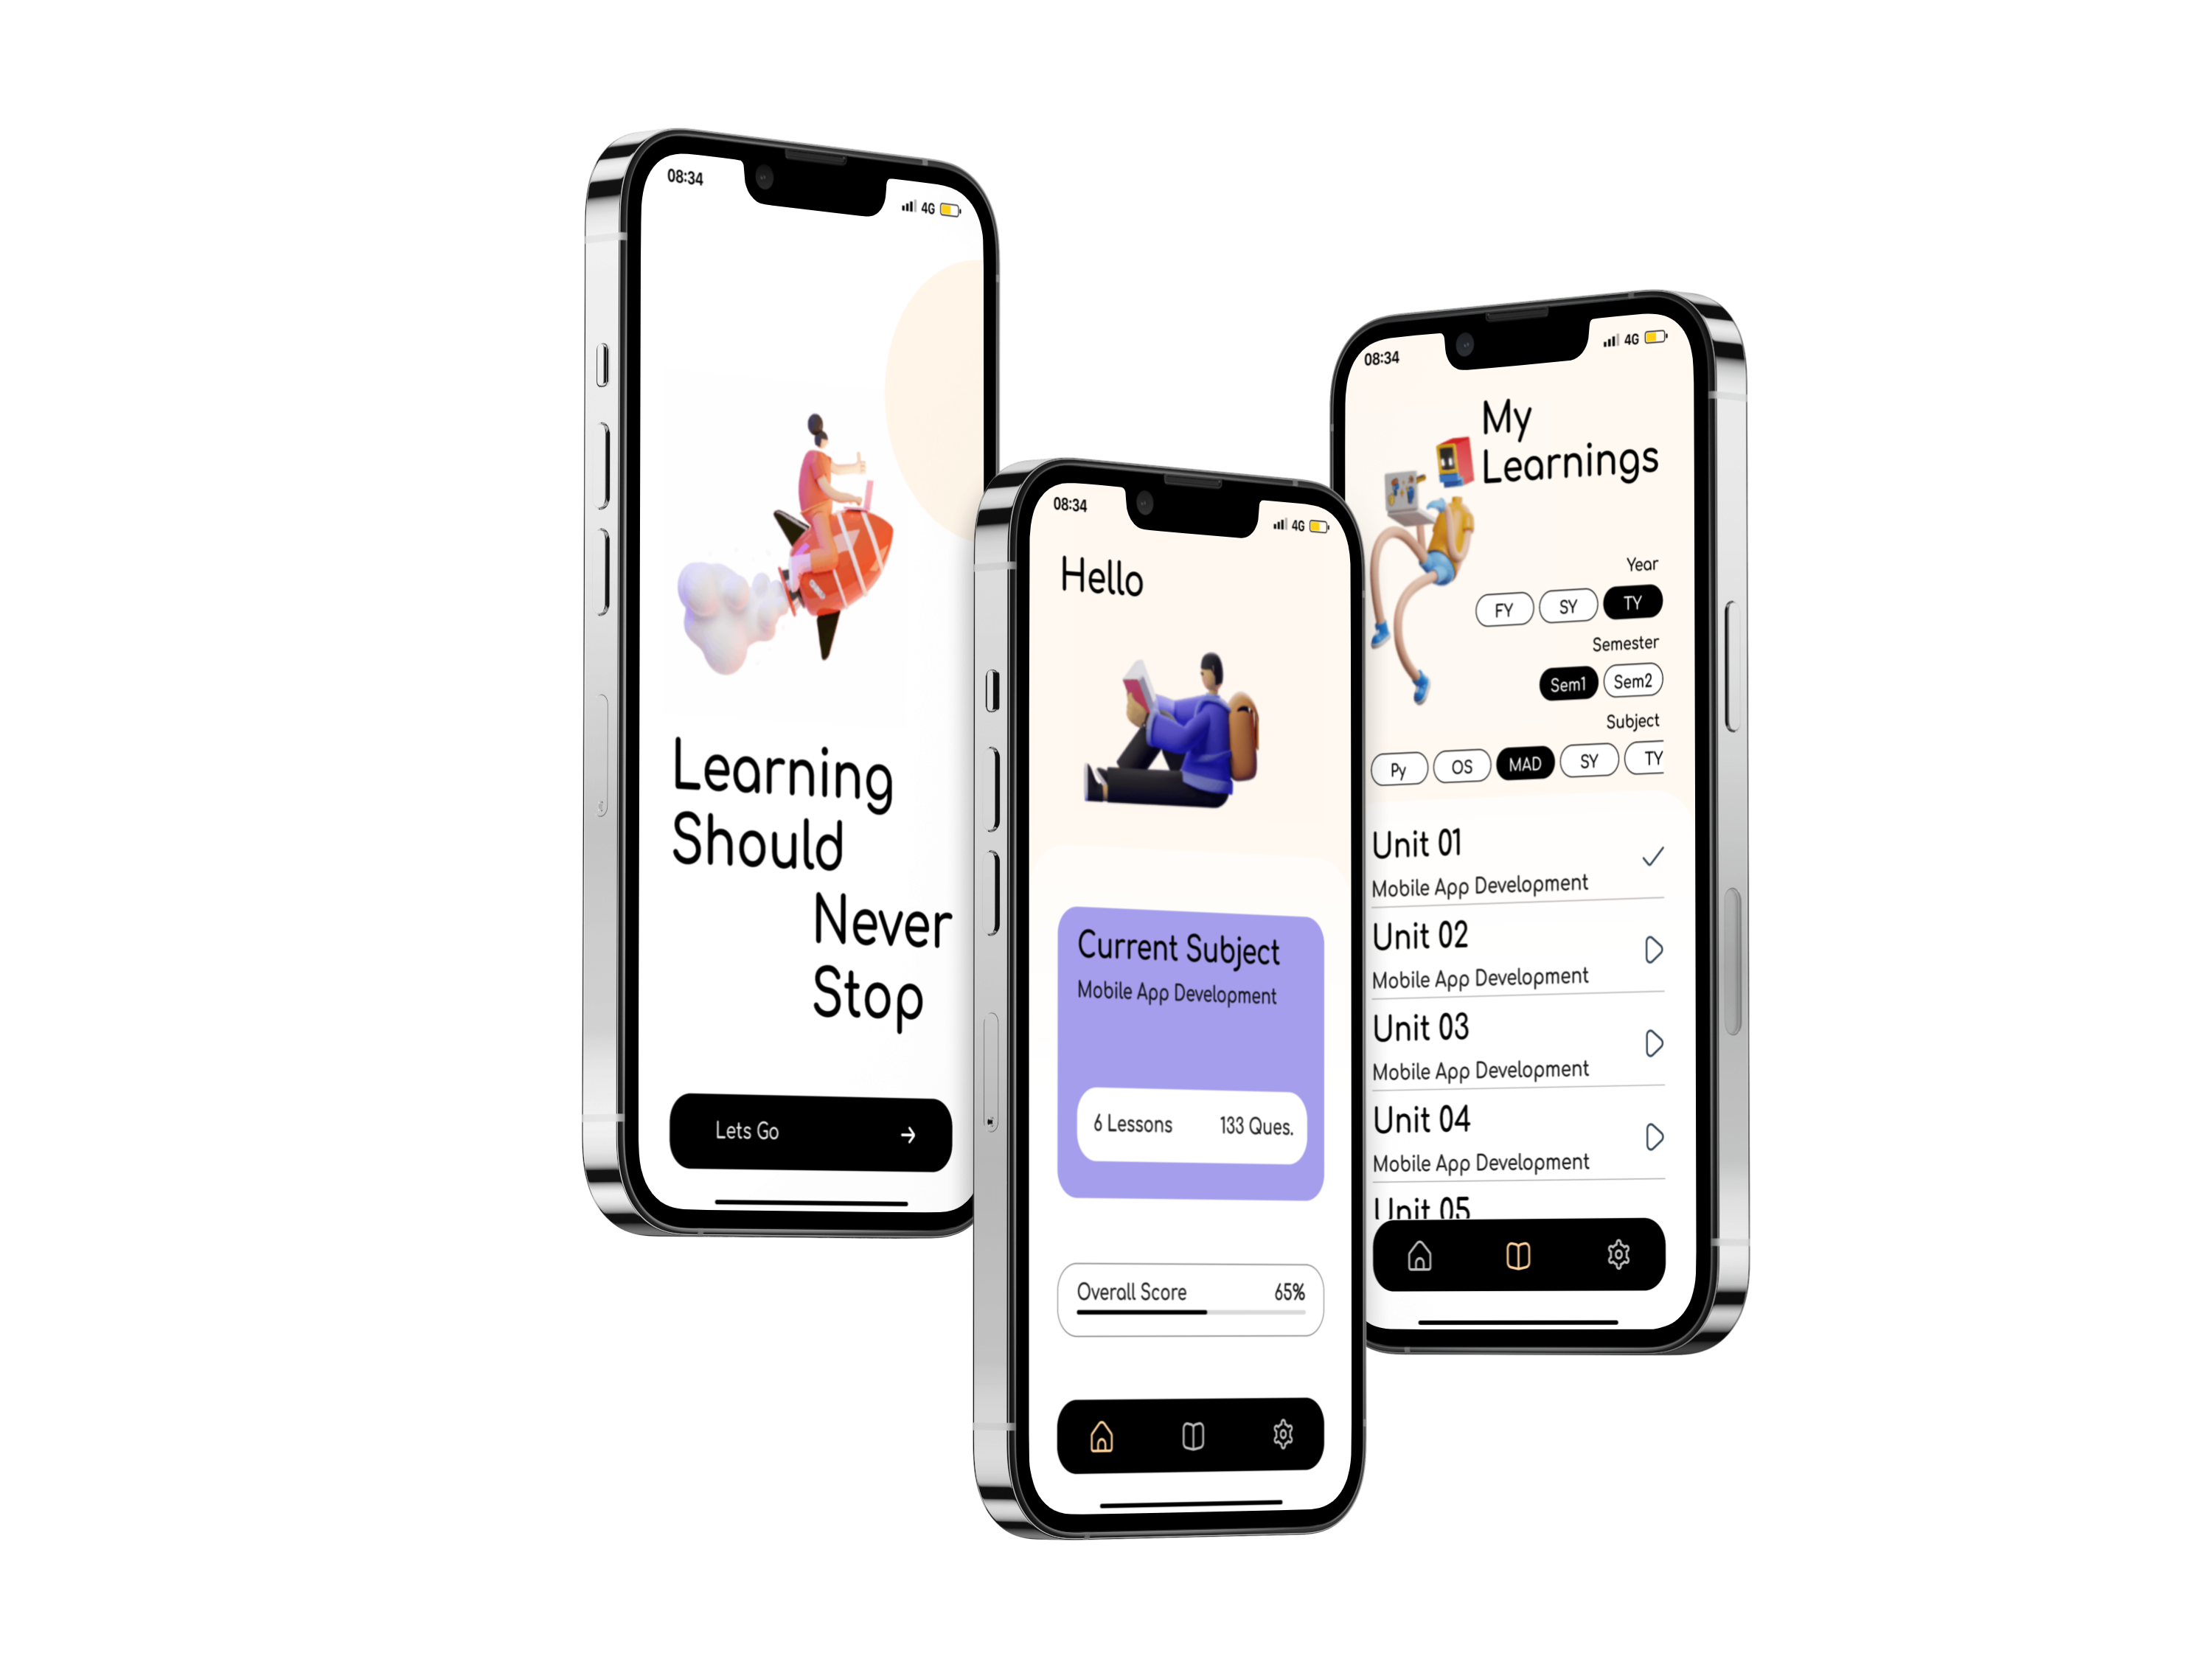 08:34
4G
Learning
Should
Never
Stop
Lets Go
08:34
4G
Hello
Current Subject
Mobile App Development
6 Lessons 133 Ques.
Overall Score 65%
08:34
4G
My
Learnings
Year
FY SY TY
Semester
Sem1 Sem2
Subject
Py OS MAD SY TY
Unit 01
Mobile App Development
Unit 02
Mobile App Development
Unit 03
Mobile App Development
Unit 04
Mobile App Development
Unit 05